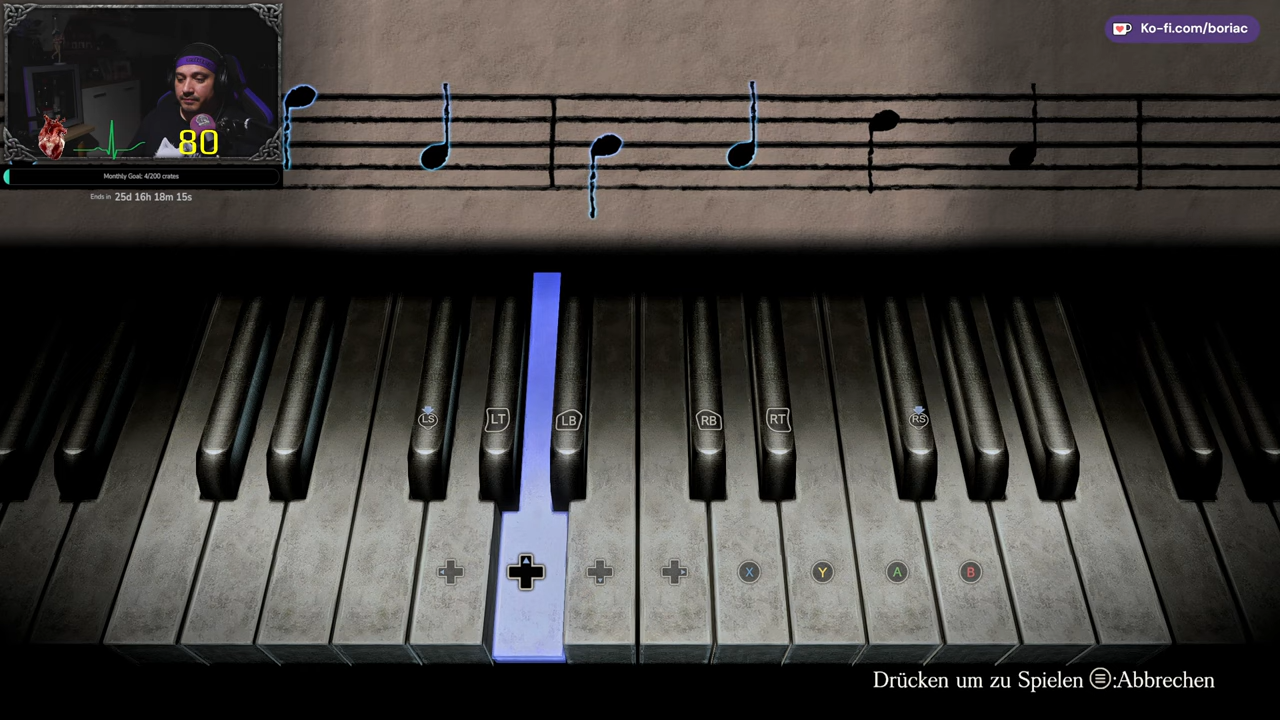 Ko-fi.com/boriac
80
Monthly Goal: 4/200 crates
Ends in 25d 16h 18m 15s
LS
LT
LB
RB
RT
RS
X
Y
A
B
Drücken um zu Spielen :Abbrechen